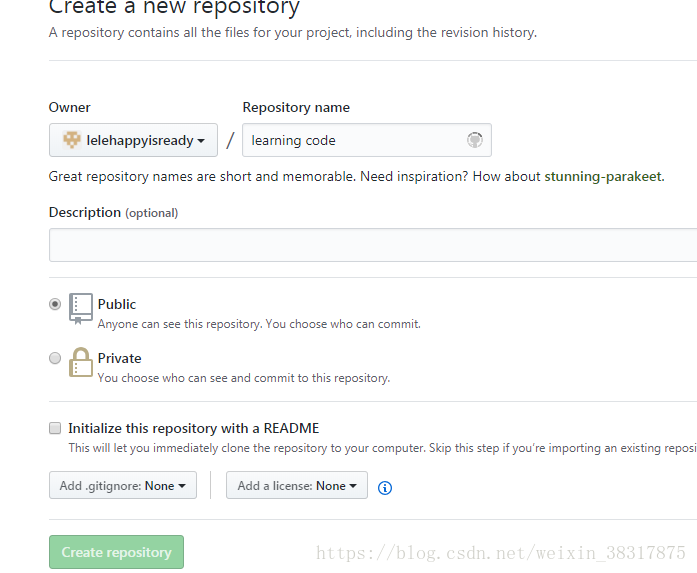 Create a new repository
A repository contains all the files for your project, including the revision history.
Owner
Repository name
lelehappyisready / learning code
Great repository names are short and memorable. Need inspiration? How about stunning-parakeet.
Description (optional)
Public
Anyone can see this repository. You choose who can commit.
Private
You choose who can see and commit to this repository.
Initialize this repository with a README
This will let you immediately clone the repository to your computer. Skip this step if you're importing an existing reposi
Add .gitignore: None
Add a license: None
Create repository
https://blog.csdn.net/weixin_38317875